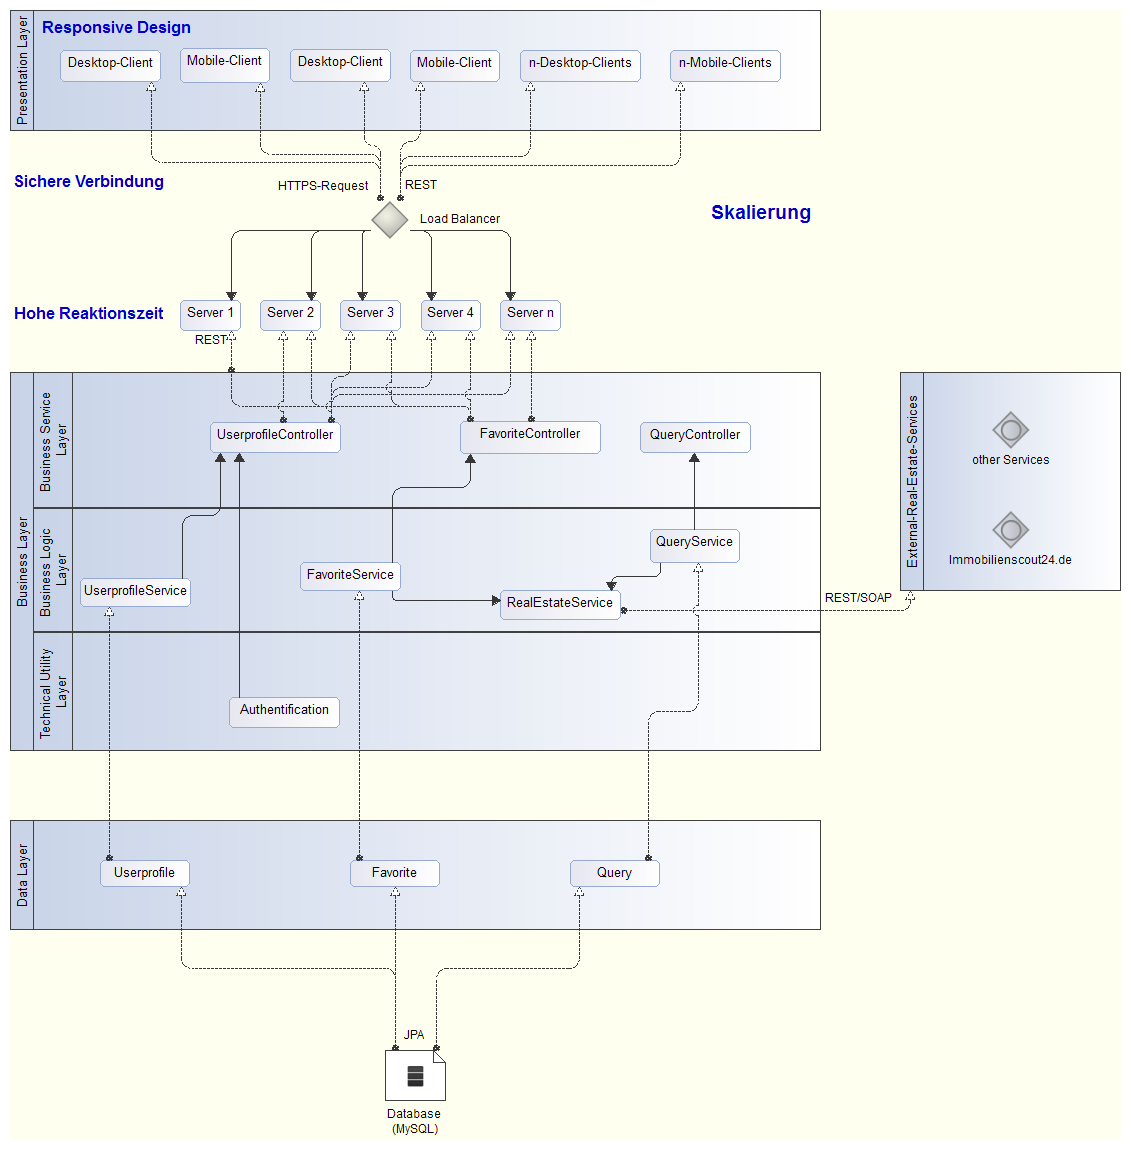 Presentation Layer
Responsive Design
Desktop-Client
Mobile-Client
Desktop-Client
Mobile-Client
n-Desktop-Clients
n-Mobile-Clients
Sichere Verbindung
HTTPS-Request
REST
Skalierung
Load Balancer
Hohe Reaktionszeit
Server 1
Server 2
Server 3
Server 4
Server n
REST
Business Layer
Business Service
Layer
UserprofileController
FavoriteController
QueryController
External-Real-Estate-Services
other Services
Immobilienscout24.de
Business Logic
Layer
QueryService
FavoriteService
UserprofileService
RealEstateService
REST/SOAP
Technical Utility
Layer
Authentification
Data Layer
Userprofile
Favorite
Query
JPA
Database
(MySQL)